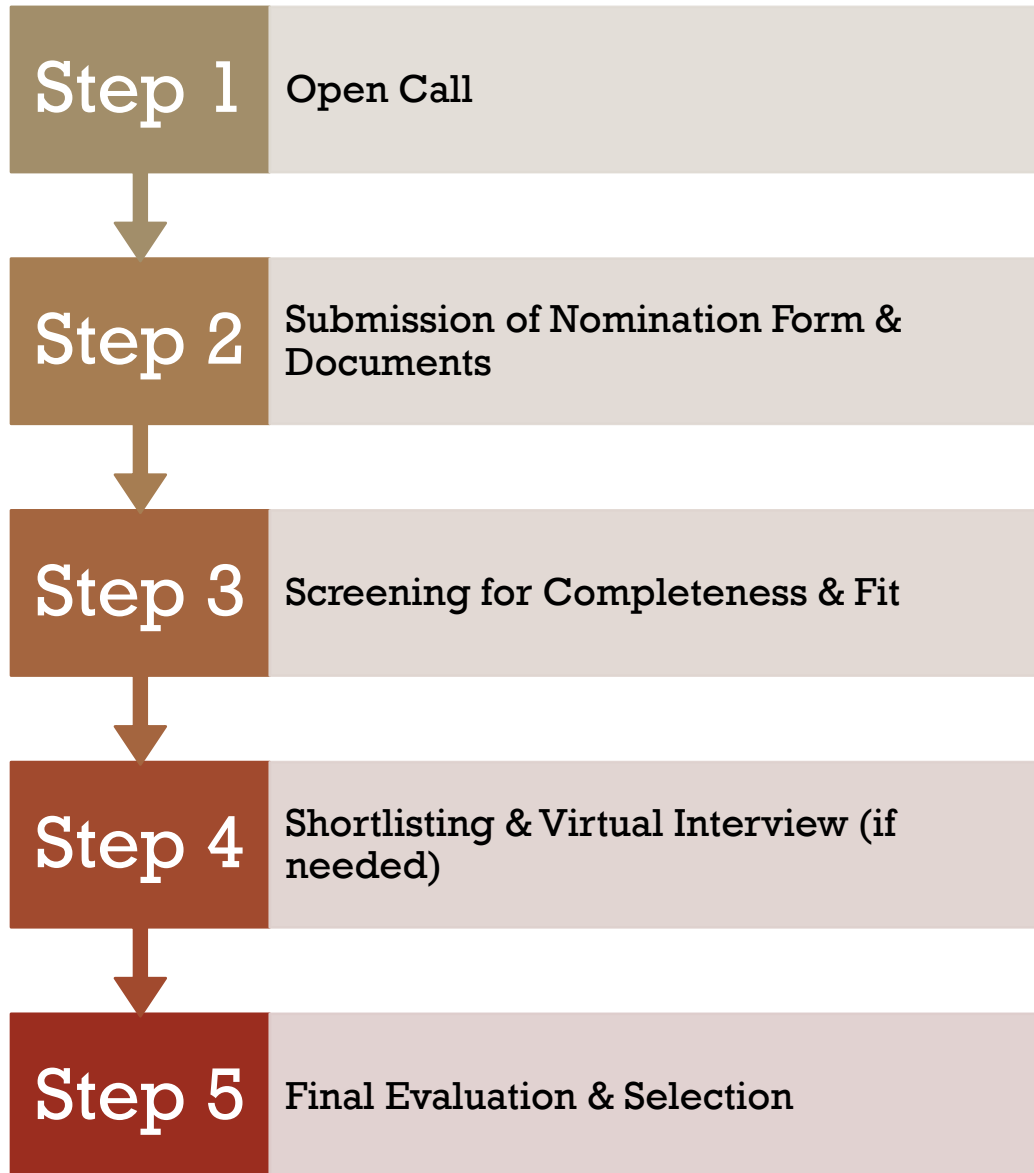 Step 1
Open Call
Step 2
Submission of Nomination Form &
Documents
Step 3
Screening for Completeness & Fit
Step 4
Shortlisting & Virtual Interview (if
needed)
Step 5
Final Evaluation & Selection